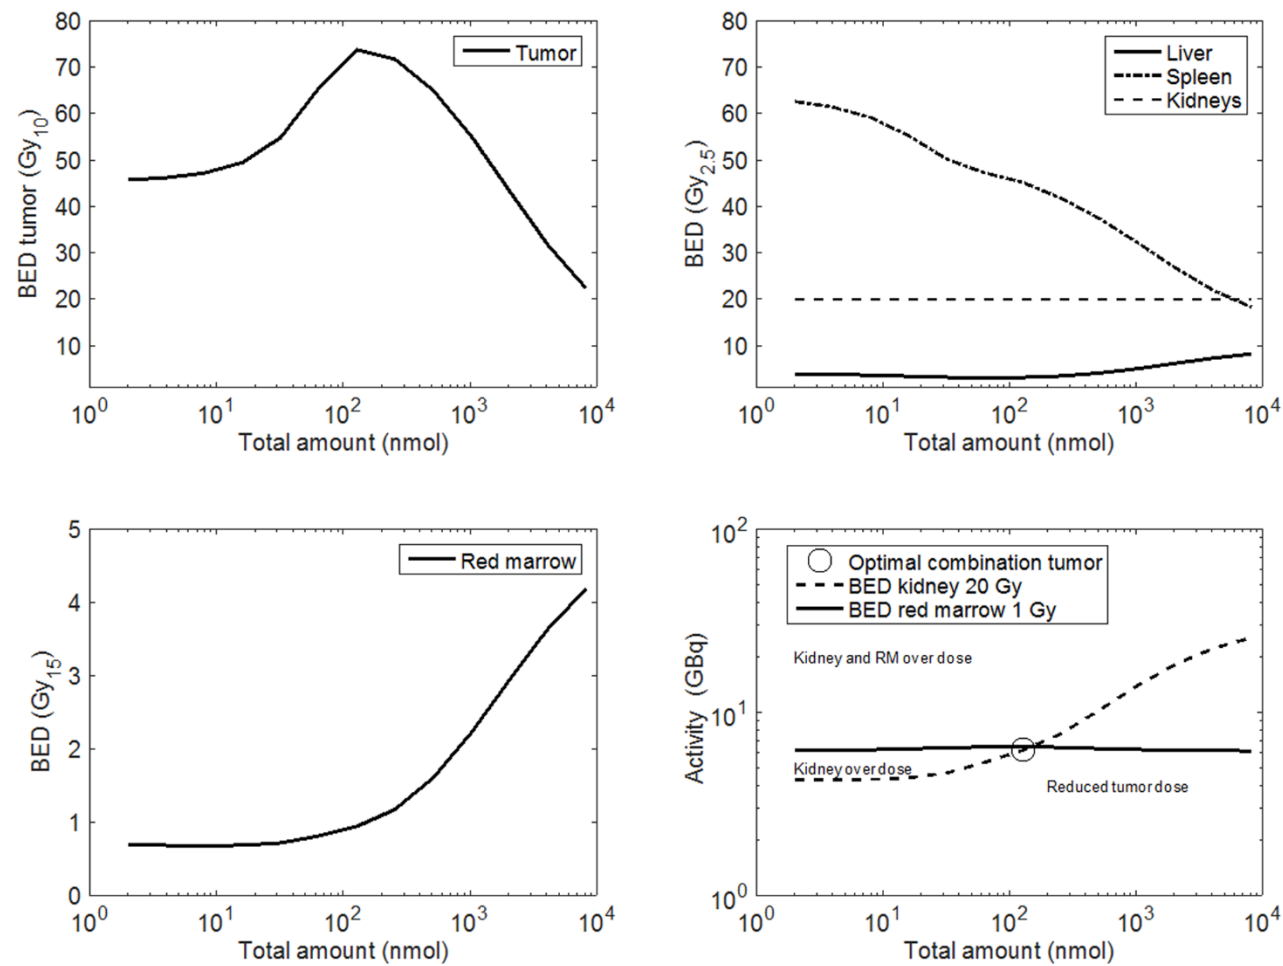 80
70
60
50
40
30
20
10
BED tumor (Gy10)
Tumor
10^0 10^1 10^2 10^3 10^4
Total amount (nmol)
80
70
60
50
40
30
20
10
BED (Gy2.5)
Liver
Spleen
Kidneys
10^0 10^1 10^2 10^3 10^4
Total amount (nmol)
5
4
3
2
1
0
BED (Gy15)
Red marrow
10^0 10^1 10^2 10^3 10^4
Total amount (nmol)
10^2
10^1
10^0
Activity (GBq)
Optimal combination tumor
BED kidney 20 Gy
BED red marrow 1 Gy
Kidney and RM over dose
Kidney over dose
Reduced tumor dose
10^0 10^1 10^2 10^3 10^4
Total amount (nmol)